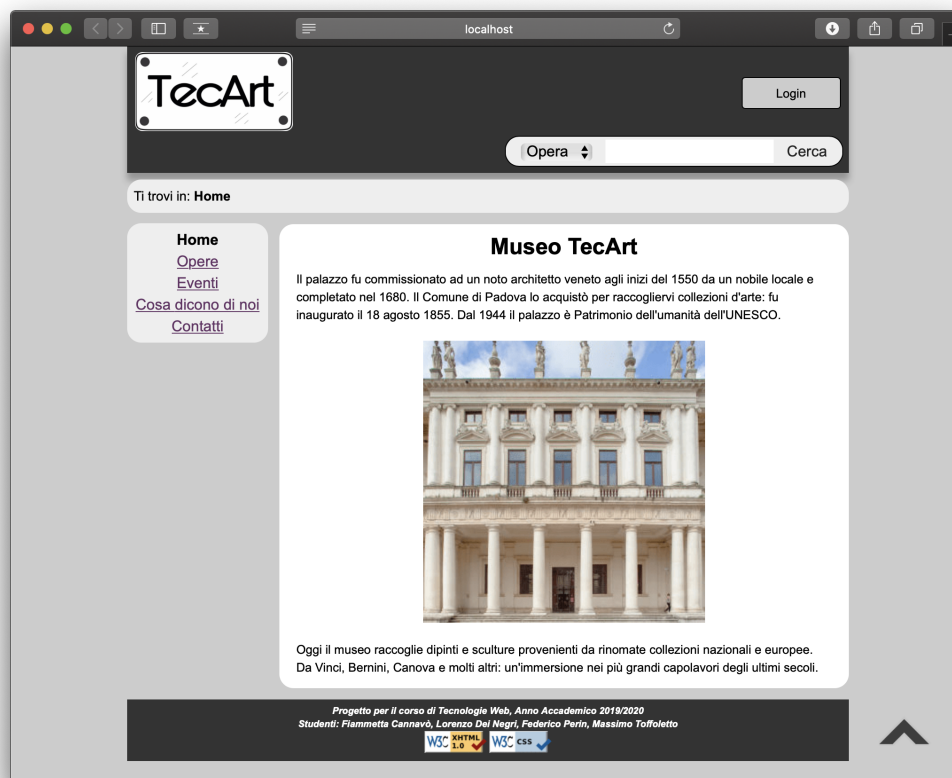 localhost
TecArt
Login
Opera
Cerca
Ti trovi in: Home
Home
Opere
Eventi
Cosa dicono di noi
Contatti
Museo TecArt
Il palazzo fu commissionato ad un noto architetto veneto agli inizi del 1550 da un nobile locale e
completato nel 1680. Il Comune di Padova lo acquistò per raccogliervi collezioni d'arte: fu
inaugurato il 18 agosto 1855. Dal 1944 il palazzo è Patrimonio dell'umanità dell'UNESCO.
Oggi il museo raccoglie dipinti e sculture provenienti da rinomate collezioni nazionali e europee.
Da Vinci, Bernini, Canova e molti altri: un'immersione nei più grandi capolavori degli ultimi secoli.
Progetto per il corso di Tecnologie Web, Anno Accademico 2019/2020
Studenti: Fiammetta Cannavò, Lorenzo Dei Negri, Federico Perin, Massimo Toffoletto
W3C XHTML 1.0 W3C css